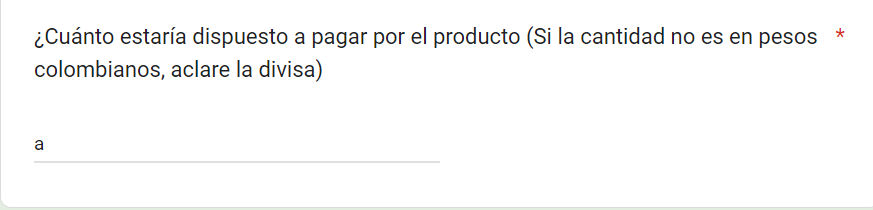 ¿Cuánto estaría dispuesto a pagar por el producto (Si la cantidad no es en pesos *
colombianos, aclare la divisa)
a